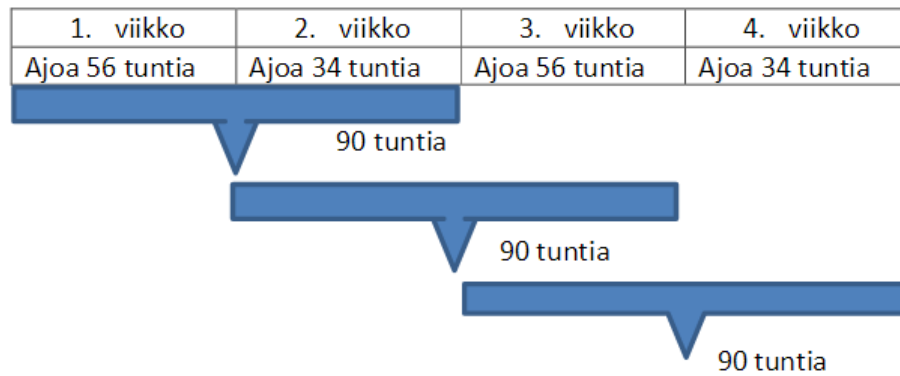 1. viikko 2. viikko 3. viikko 4. viikko
Ajoa 56 tuntia Ajoa 34 tuntia Ajoa 56 tuntia Ajoa 34 tuntia
90 tuntia
90 tuntia
90 tuntia